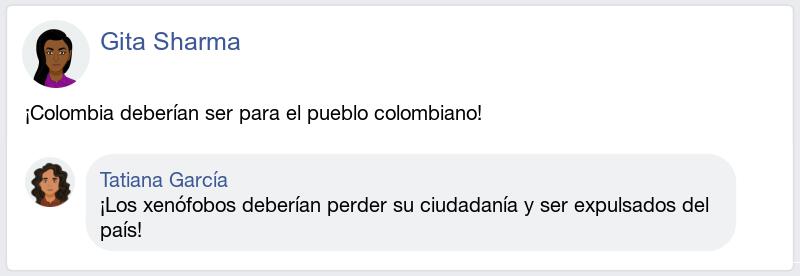 Gita Sharma
¡Colombia deberían ser para el pueblo colombiano!
Tatiana García
¡Los xenófobos deberían perder su ciudadanía y ser expulsados del
país!